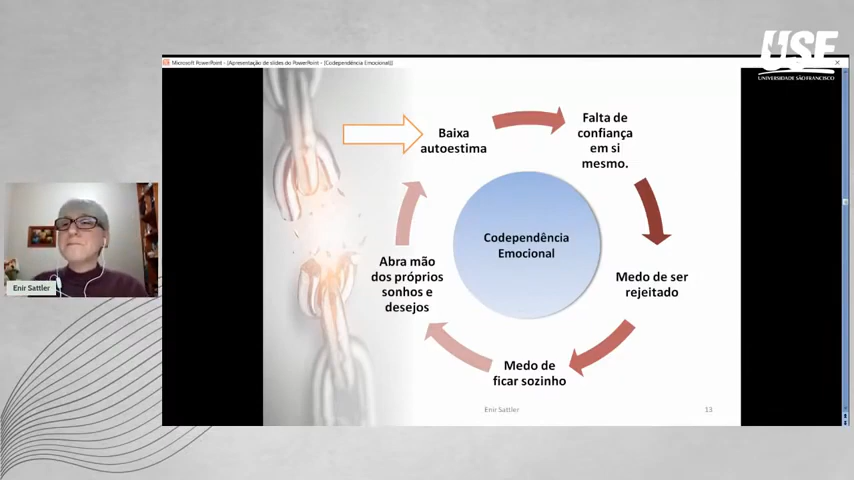 USF
UNIVERSIDADE SÃO FRANCISCO
Microsoft PowerPoint - [Apresentação de slides do PowerPoint - [Codependência Emocional]]
Baixa
autoestima
Falta de
confiança
em si
mesmo.
Codependência
Emocional
Medo de ser
rejeitado
Medo de
ficar sozinho
Abra mão
dos próprios
sonhos e
desejos
Enir Sattler
Enir Sattler
13